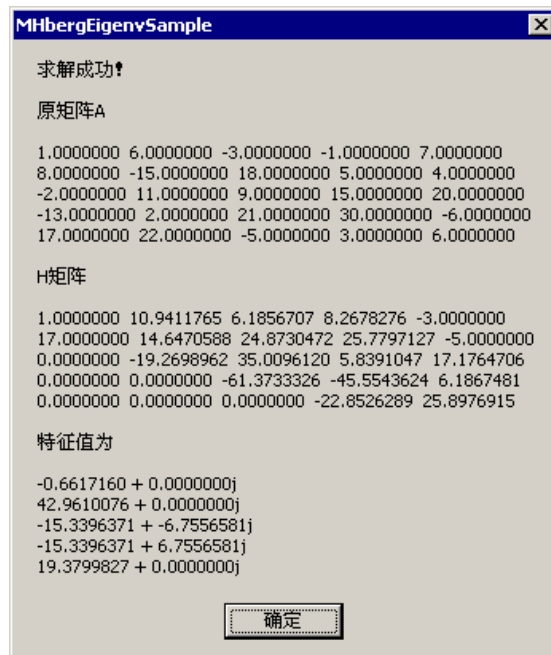 MHbergEigenvSample
求解成功!
原矩阵A
1.0000000 6.0000000 -3.0000000 -1.0000000 7.0000000
8.0000000 -15.0000000 18.0000000 5.0000000 4.0000000
-2.0000000 11.0000000 9.0000000 15.0000000 20.0000000
-13.0000000 2.0000000 21.0000000 30.0000000 -6.0000000
17.0000000 22.0000000 -5.0000000 3.0000000 6.0000000
H矩阵
1.0000000 10.9411765 6.1856707 8.2678276 -3.0000000
17.0000000 14.6470588 24.8730472 25.7797127 -5.0000000
0.0000000 -19.2698962 35.0096120 5.8391047 17.1764706
0.0000000 0.0000000 -61.3733326 -45.5543624 6.1867481
0.0000000 0.0000000 0.0000000 -22.8526289 25.8976915
特征值为
-0.6617160 + 0.0000000j
42.9610076 + 0.0000000j
-15.3396371 + -6.7556581j
-15.3396371 + 6.7556581j
19.3799827 + 0.0000000j
确定